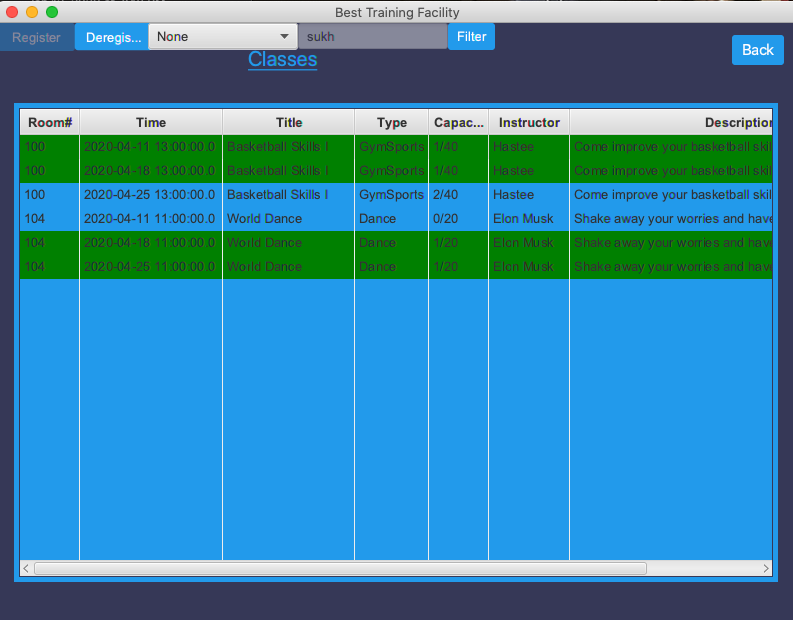 Best Training Facility
Register Deregis... None sukh Filter
Back
Classes
Room# Time Title Type Capac... Instructor Description
100 2020-04-11 13:00:00.0 Basketball Skills I GymSports 1/40 Hastee Come improve your basketball skil
100 2020-04-18 13:00:00.0 Basketball Skills I GymSports 1/40 Hastee Come improve your basketball skil
100 2020-04-25 13:00:00.0 Basketball Skills I GymSports 2/40 Hastee Come improve your basketball skil
104 2020-04-11 11:00:00.0 World Dance Dance 0/20 Elon Musk Shake away your worries and have
104 2020-04-18 11:00:00.0 World Dance Dance 1/20 Elon Musk Shake away your worries and have
104 2020-04-25 11:00:00.0 World Dance Dance 1/20 Elon Musk Shake away your worries and have